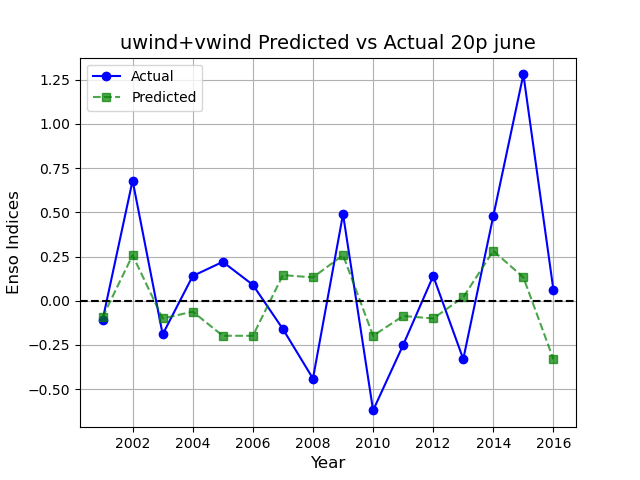 uwind+vwind Predicted vs Actual 20p june
Actual
Predicted
1.25
1.00
0.75
0.50
0.25
0.00
−0.25
−0.50
Enso Indices
2002 2004 2006 2008 2010 2012 2014 2016
Year